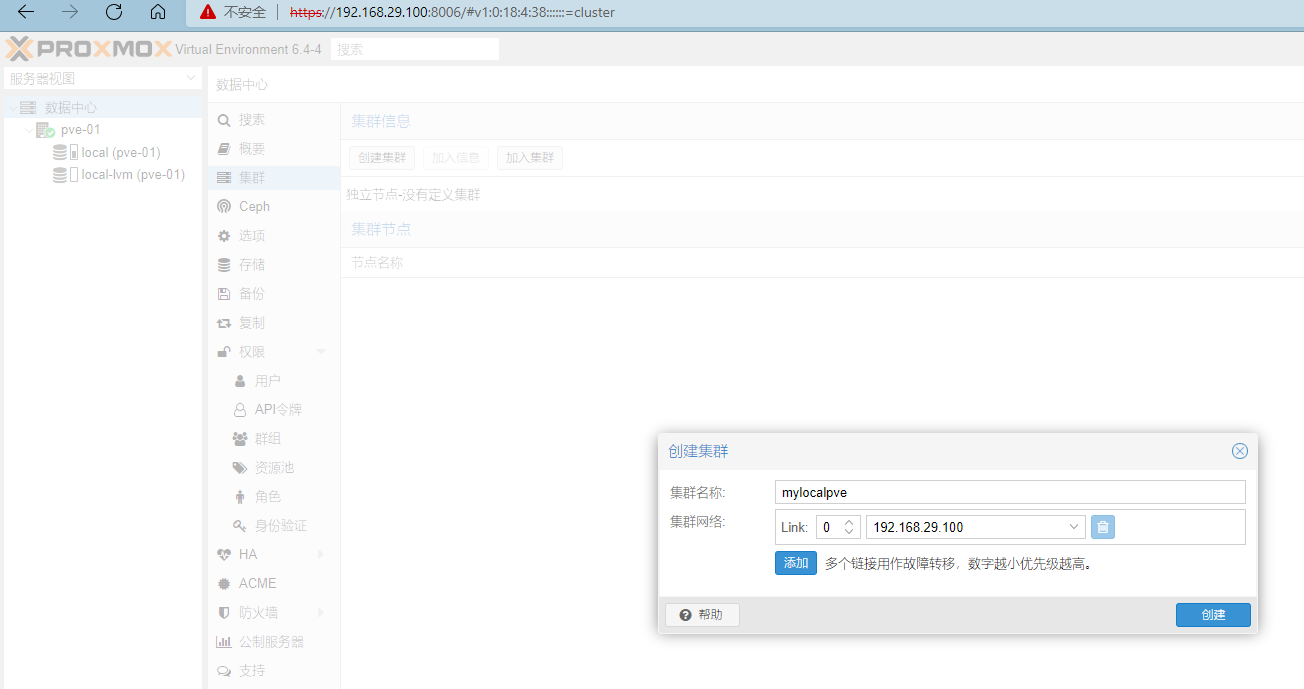 不安全 https://192.168.29.100:8006/#v1:0:18:4:38::::::=cluster
PROXMOX Virtual Environment 6.4-4 搜索
服务器视图
数据中心
pve-01
local (pve-01)
local-lvm (pve-01)
数据中心
搜索
概要
集群
Ceph
选项
存储
备份
复制
权限
用户
API令牌
群组
资源池
角色
身份验证
HA
ACME
防火墙
公制服务器
支持
集群信息
创建集群 加入信息 加入集群
独立节点-没有定义集群
集群节点
节点名称
创建集群
集群名称: mylocalpve
集群网络: Link: 0 192.168.29.100
添加 多个链接用作故障转移，数字越小优先级越高。
帮助 创建